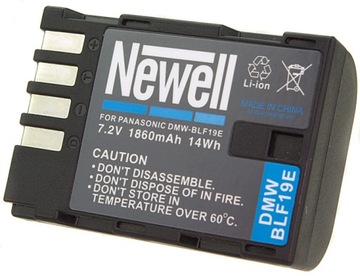 Newell
Li-ion
MADE IN CHINA
FOR PANASONIC DMW-BLF19E
7.2V 1860mAh 14Wh
CAUTION
- DON'T DISASSEMBLE.
- DON'T DISPOSE OF IN FIRE.
- DON'T STORE IN
TEMPERATURE OVER 60°C.
DMW
BLF19E